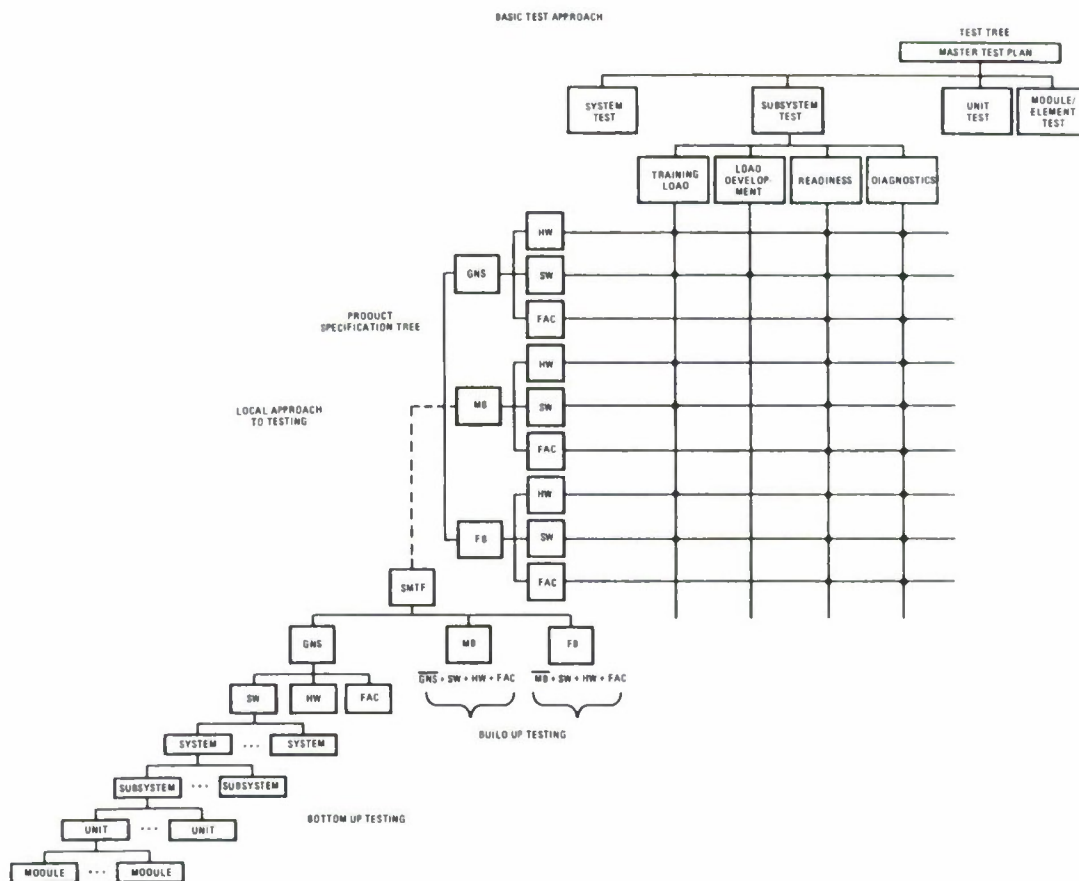 BASIC TEST APPROACH
TEST TREE
MASTER TEST PLAN
SYSTEM
TEST
SUBSYSTEM
TEST
UNIT
TEST
MODULE/
ELEMENT
TEST
TRAINING
LOAD
LOAD
DEVELOP-
MENT
READINESS
DIAGNOSTICS
HW
GNS
SW
FAC
PRODUCT
SPECIFICATION TREE
HW
LOCAL APPROACH
TO TESTING
MB
SW
FAC
HW
FB
SW
FAC
SMTF
GNS
MB
FB
GNS + SW + HW + FAC
MB + SW + HW + FAC
SW
HW
FAC
BUILD UP TESTING
SYSTEM ... SYSTEM
SUBSYSTEM ... SUBSYSTEM
BOTTOM UP TESTING
UNIT ... UNIT
MODULE ... MODULE